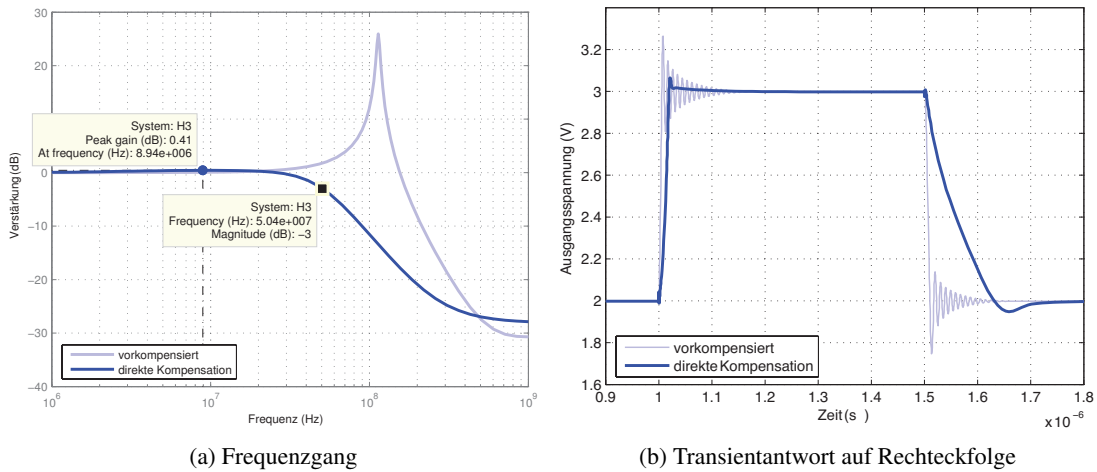 30
20
10
0
−10
−20
−30
−40
Verstärkung (dB)
System: H3
Peak gain (dB): 0.41
At frequency (Hz): 8.94e+006
System: H3
Frequency (Hz): 5.04e+007
Magnitude (dB): −3
vorkompensiert
direkte Kompensation
10^6
10^7
10^8
10^9
Frequenz (Hz)
(a) Frequenzgang
3.2
3
2.8
2.6
2.4
2.2
2
1.8
1.6
Ausgangsspannung (V)
vorkompensiert
direkte Kompensation
0.9 1 1.1 1.2 1.3 1.4 1.5 1.6 1.7 1.8
Zeit(s )
x10^-6
(b) Transientantwort auf Rechteckfolge